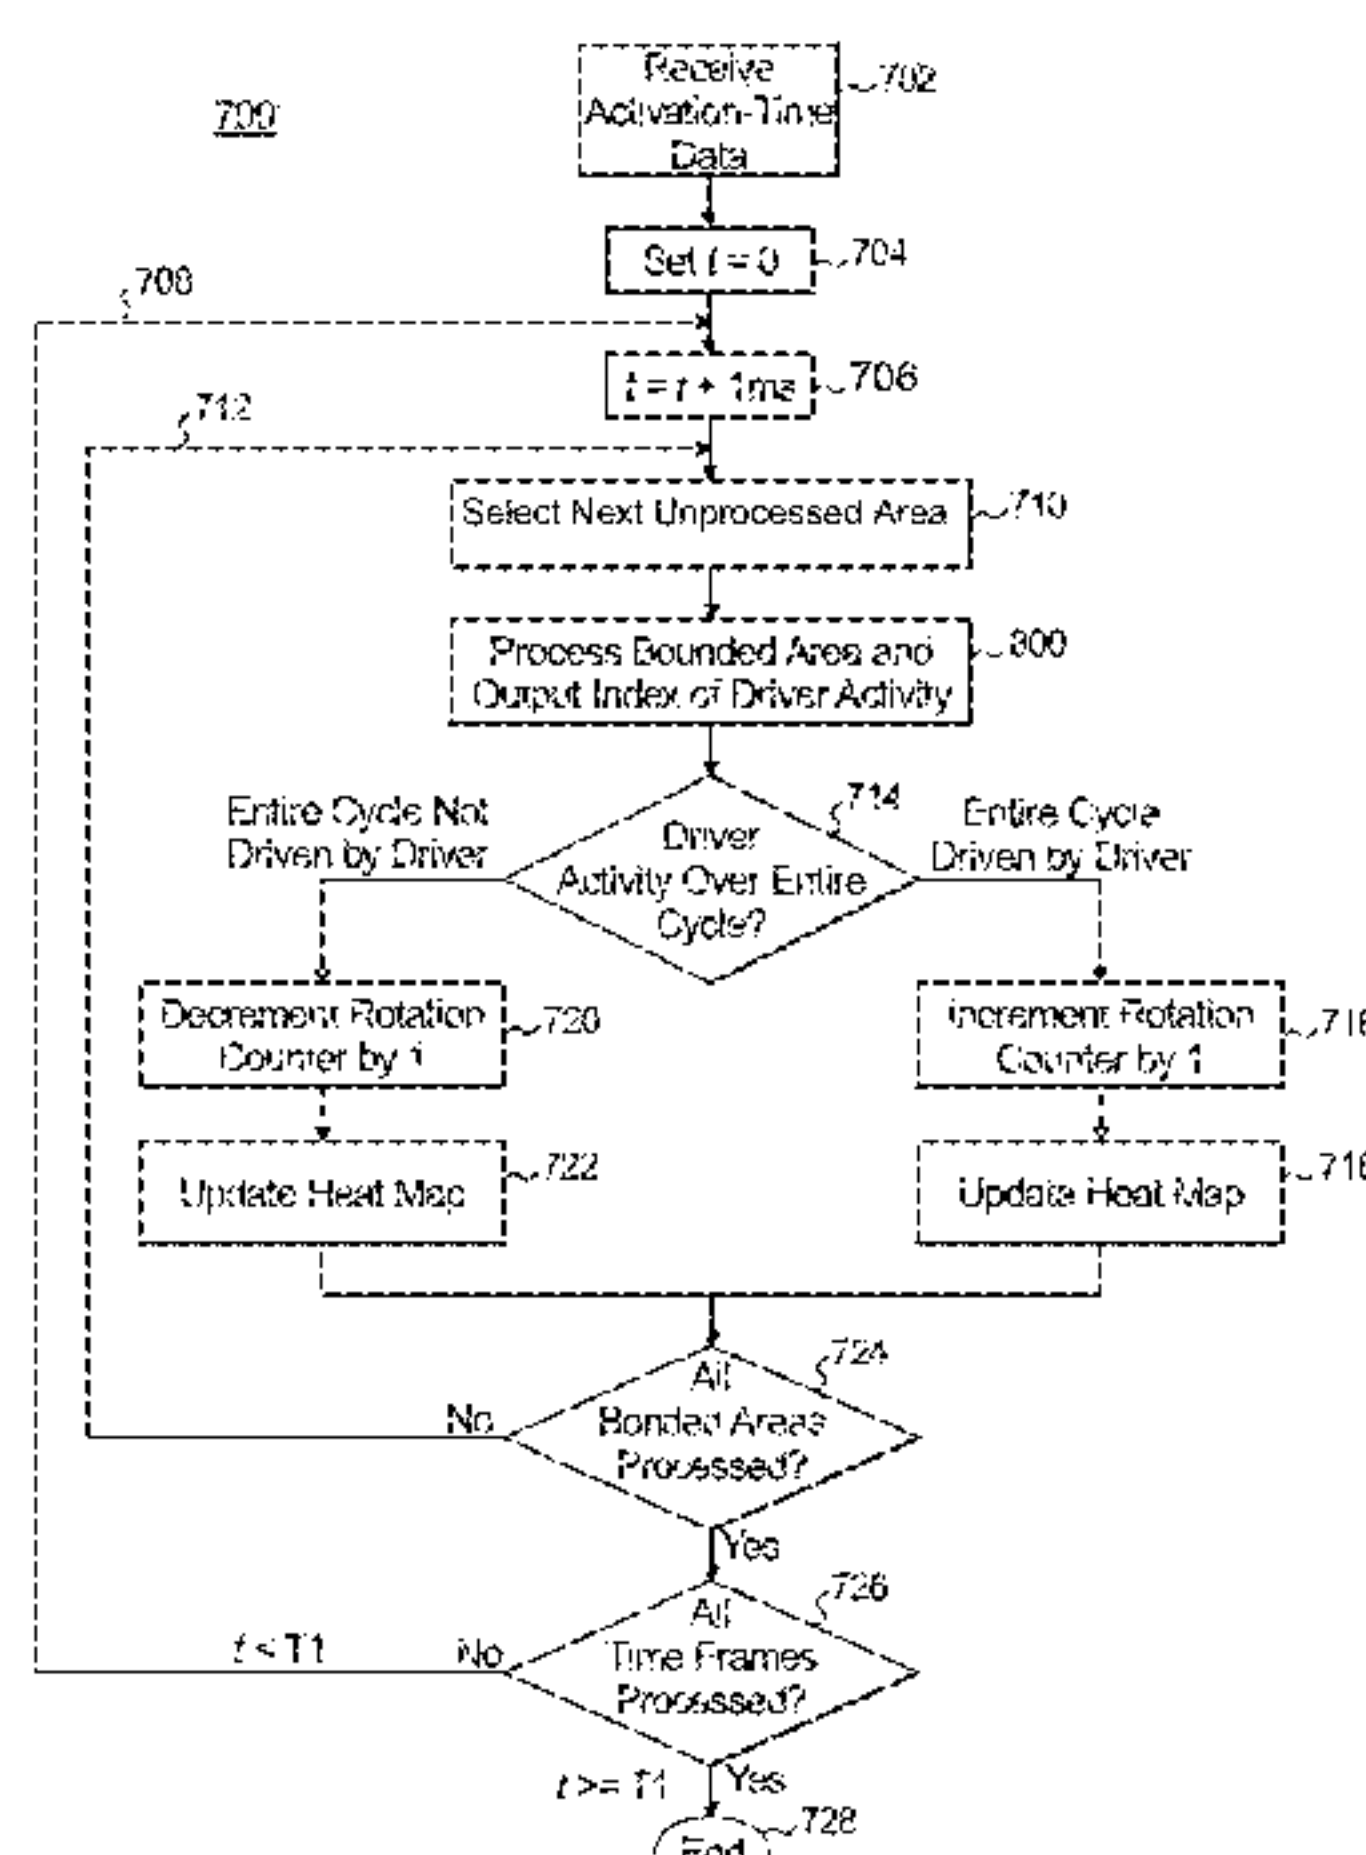 700
Receive
Activation-Time
Data
702
Set t = 0
704
708
t = t + 1ms
706
712
Select Next Unprocessed Area
710
Process Bounded Area and
Output Index of Driver Activity
800
714
Entire Cycle Not
Driven by Driver
Driver
Activity Over Entire
Cycle?
Entire Cycle
Driven by Driver
Decrement Rotation
Counter by 1
720
Increment Rotation
Counter by 1
Update Heat Map
722
Update Heat Map
724
All
Bonded Areas
Processed?
No
Yes
726
All
Time Frames
Processed?
t < T1
No
t >= T1
Yes
728
End